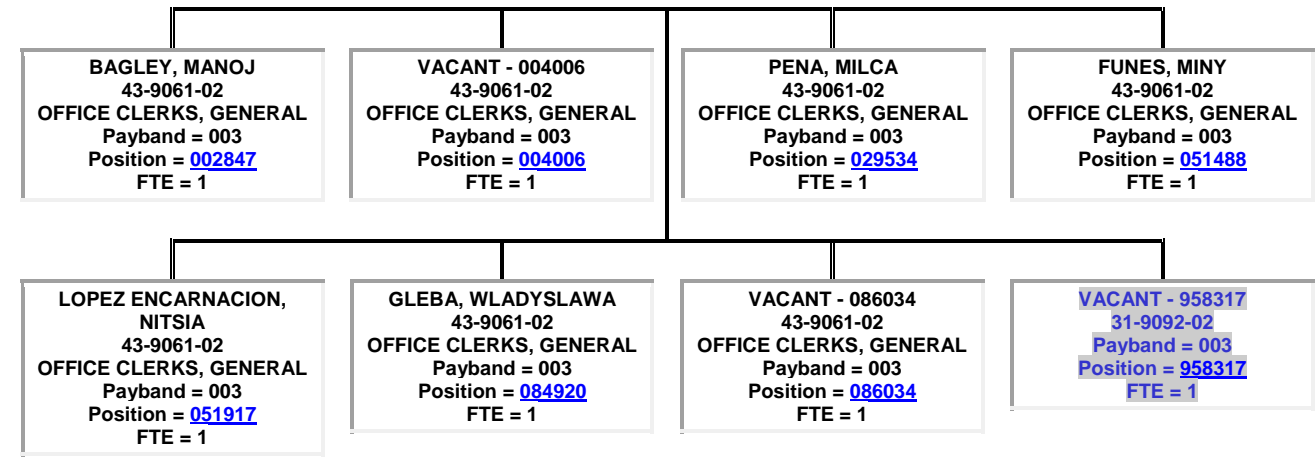 BAGLEY, MANOJ
43-9061-02
OFFICE CLERKS, GENERAL
Payband = 003
Position = 002847
FTE = 1
VACANT - 004006
43-9061-02
OFFICE CLERKS, GENERAL
Payband = 003
Position = 004006
FTE = 1
PENA, MILCA
43-9061-02
OFFICE CLERKS, GENERAL
Payband = 003
Position = 029534
FTE = 1
FUNES, MINY
43-9061-02
OFFICE CLERKS, GENERAL
Payband = 003
Position = 051488
FTE = 1
LOPEZ ENCARNACION,
NITSIA
43-9061-02
OFFICE CLERKS, GENERAL
Payband = 003
Position = 051917
FTE = 1
GLEBA, WLADYSLAWA
43-9061-02
OFFICE CLERKS, GENERAL
Payband = 003
Position = 084920
FTE = 1
VACANT - 086034
43-9061-02
OFFICE CLERKS, GENERAL
Payband = 003
Position = 086034
FTE = 1
VACANT - 958317
31-9092-02
Payband = 003
Position = 958317
FTE = 1